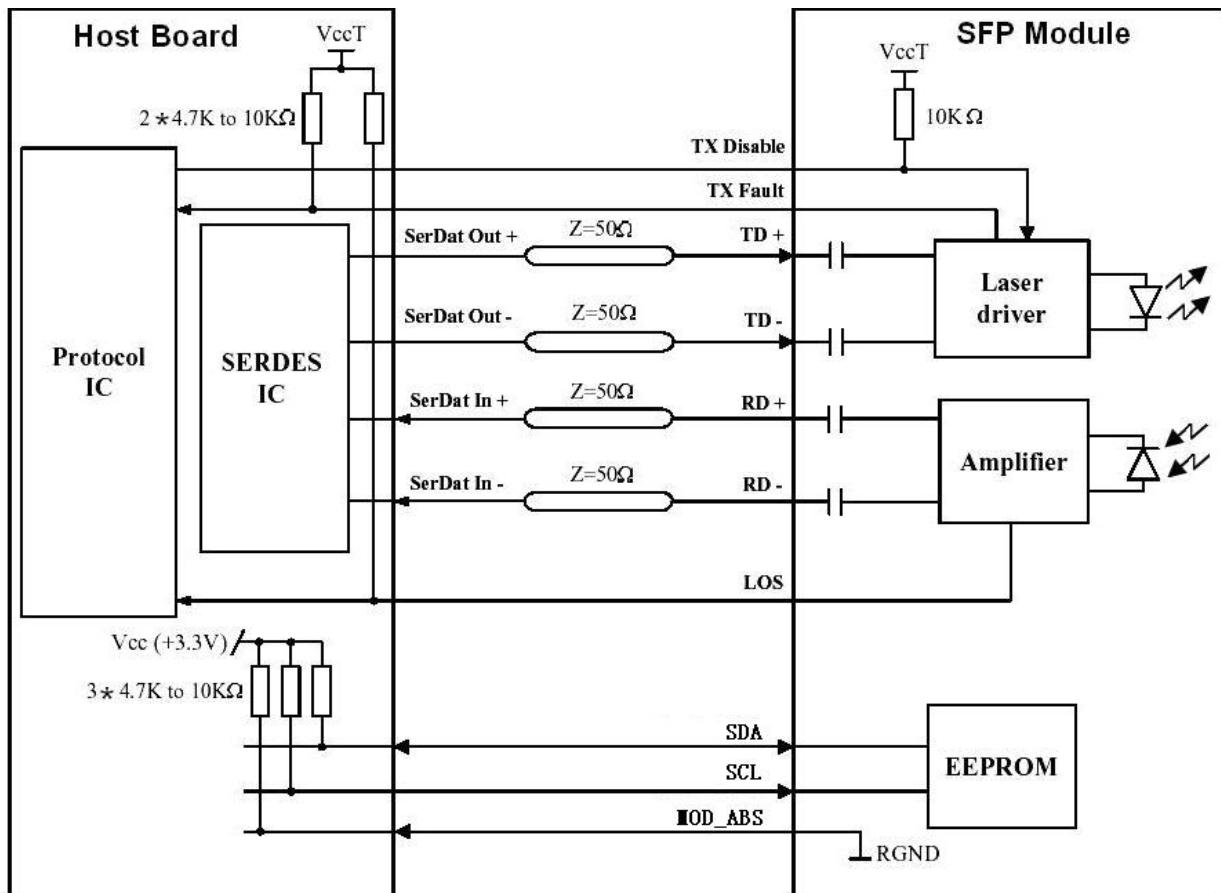 Host Board
SFP Module
VccT
VccT
2*4.7K to 10KΩ
10KΩ
TX Disable
TX Fault
SerDat Out +
Z=50Ω
TD +
Laser
driver
SerDat Out -
Z=50Ω
TD -
Protocol
IC
SERDES
IC
SerDat In +
Z=50Ω
RD +
Amplifier
SerDat In -
Z=50Ω
RD -
LOS
Vcc (+3.3V)
3*4.7K to 10KΩ
SDA
SCL
EEPROM
MOD_ABS
RGND